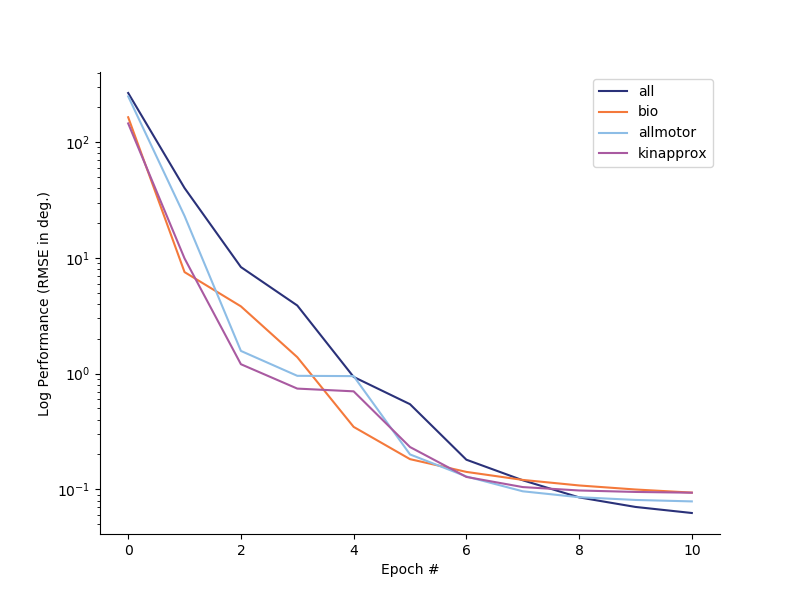 all
bio
allmotor
kinapprox
Log Performance (RMSE in deg.)
10²
10¹
10⁰
10⁻¹
0 2 4 6 8 10
Epoch #